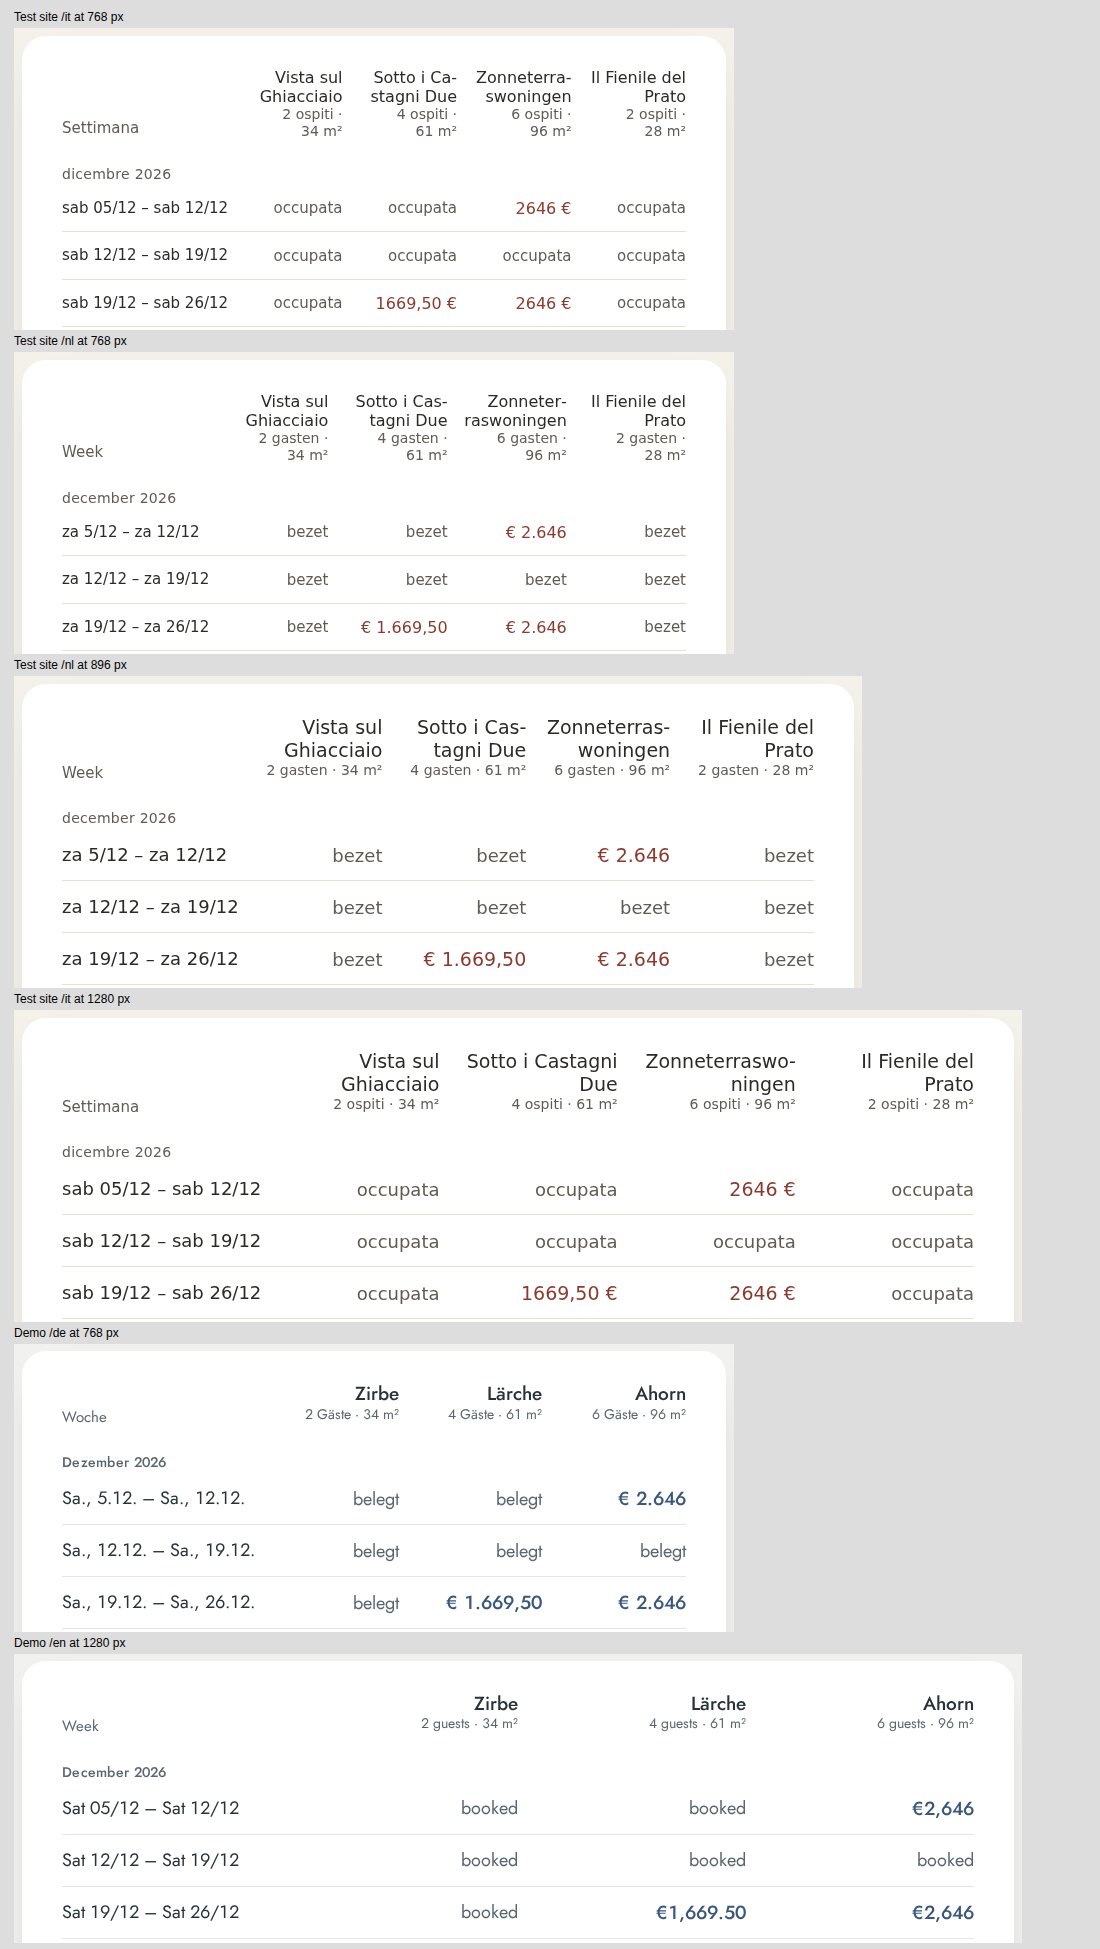 Test site /it at 768 px
Vista sul Sotto i Ca- Zonneterra- Il Fienile del
Ghiacciaio stagni Due swoningen Prato
2 ospiti · 4 ospiti · 6 ospiti · 2 ospiti ·
Settimana 34 m² 61 m² 96 m² 28 m²
dicembre 2026
sab 05/12 – sab 12/12 occupata occupata 2646 € occupata
sab 12/12 – sab 19/12 occupata occupata occupata occupata
sab 19/12 – sab 26/12 occupata 1669,50 € 2646 € occupata
Test site /nl at 768 px
Vista sul Sotto i Cas- Zonneter- Il Fienile del
Ghiacciaio tagni Due raswoningen Prato
2 gasten · 4 gasten · 6 gasten · 2 gasten ·
Week 34 m² 61 m² 96 m² 28 m²
december 2026
za 5/12 – za 12/12 bezet bezet € 2.646 bezet
za 12/12 – za 19/12 bezet bezet bezet bezet
za 19/12 – za 26/12 bezet € 1.669,50 € 2.646 bezet
Test site /nl at 896 px
Vista sul Sotto i Cas- Zonneterras- Il Fienile del
Ghiacciaio tagni Due woningen Prato
Week 2 gasten · 34 m² 4 gasten · 61 m² 6 gasten · 96 m² 2 gasten · 28 m²
december 2026
za 5/12 – za 12/12 bezet bezet € 2.646 bezet
za 12/12 – za 19/12 bezet bezet bezet bezet
za 19/12 – za 26/12 bezet € 1.669,50 € 2.646 bezet
Test site /it at 1280 px
Vista sul Sotto i Castagni Zonneterraswo- Il Fienile del
Ghiacciaio Due ningen Prato
Settimana 2 ospiti · 34 m² 4 ospiti · 61 m² 6 ospiti · 96 m² 2 ospiti · 28 m²
dicembre 2026
sab 05/12 – sab 12/12 occupata occupata 2646 € occupata
sab 12/12 – sab 19/12 occupata occupata occupata occupata
sab 19/12 – sab 26/12 occupata 1669,50 € 2646 € occupata
Demo /de at 768 px
Zirbe Lärche Ahorn
Woche 2 Gäste · 34 m² 4 Gäste · 61 m² 6 Gäste · 96 m²
Dezember 2026
Sa., 5.12. – Sa., 12.12. belegt belegt € 2.646
Sa., 12.12. – Sa., 19.12. belegt belegt belegt
Sa., 19.12. – Sa., 26.12. belegt € 1.669,50 € 2.646
Demo /en at 1280 px
Zirbe Lärche Ahorn
Week 2 guests · 34 m² 4 guests · 61 m² 6 guests · 96 m²
December 2026
Sat 05/12 – Sat 12/12 booked booked €2,646
Sat 12/12 – Sat 19/12 booked booked booked
Sat 19/12 – Sat 26/12 booked €1,669.50 €2,646